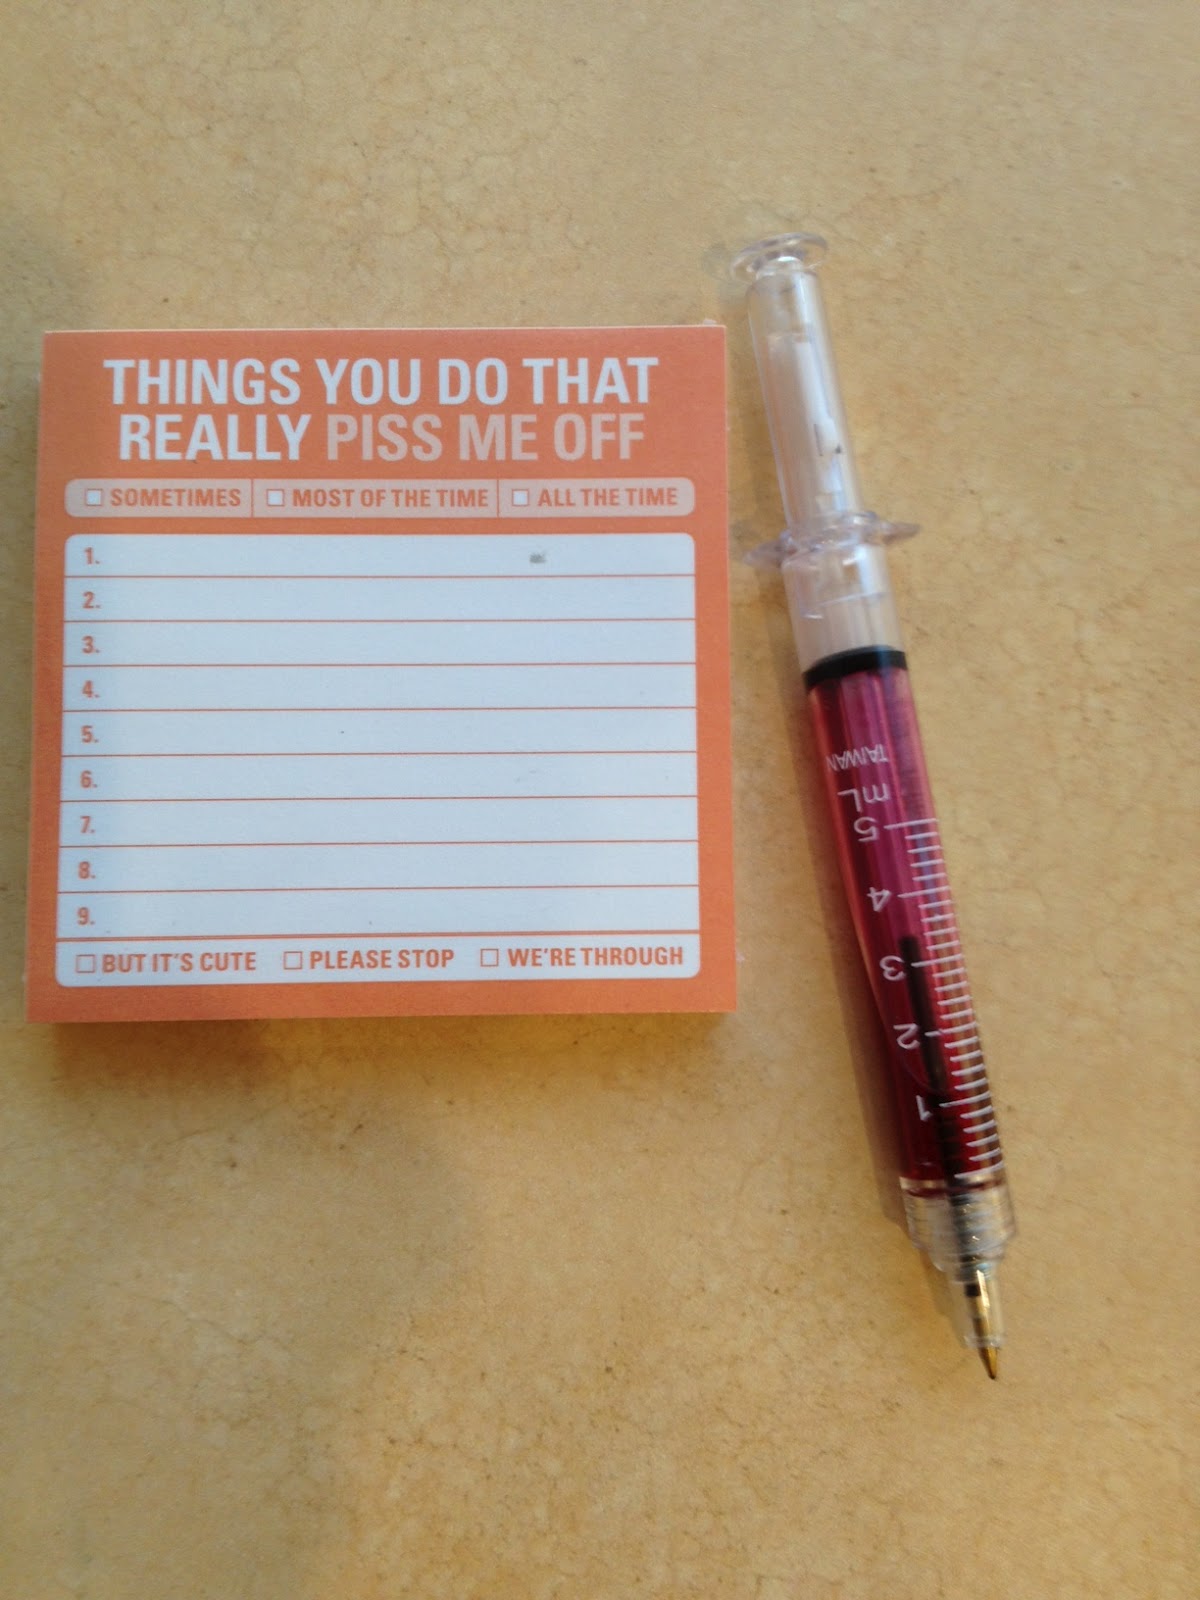 THINGS YOU DO THAT
REALLY PISS ME OFF
SOMETIMES MOST OF THE TIME ALL THE TIME
1.
2.
3.
4.
5.
6.
7.
8.
9.
BUT IT'S CUTE PLEASE STOP WE'RE THROUGH
TAIWAN
mL
5
4
3
2
1